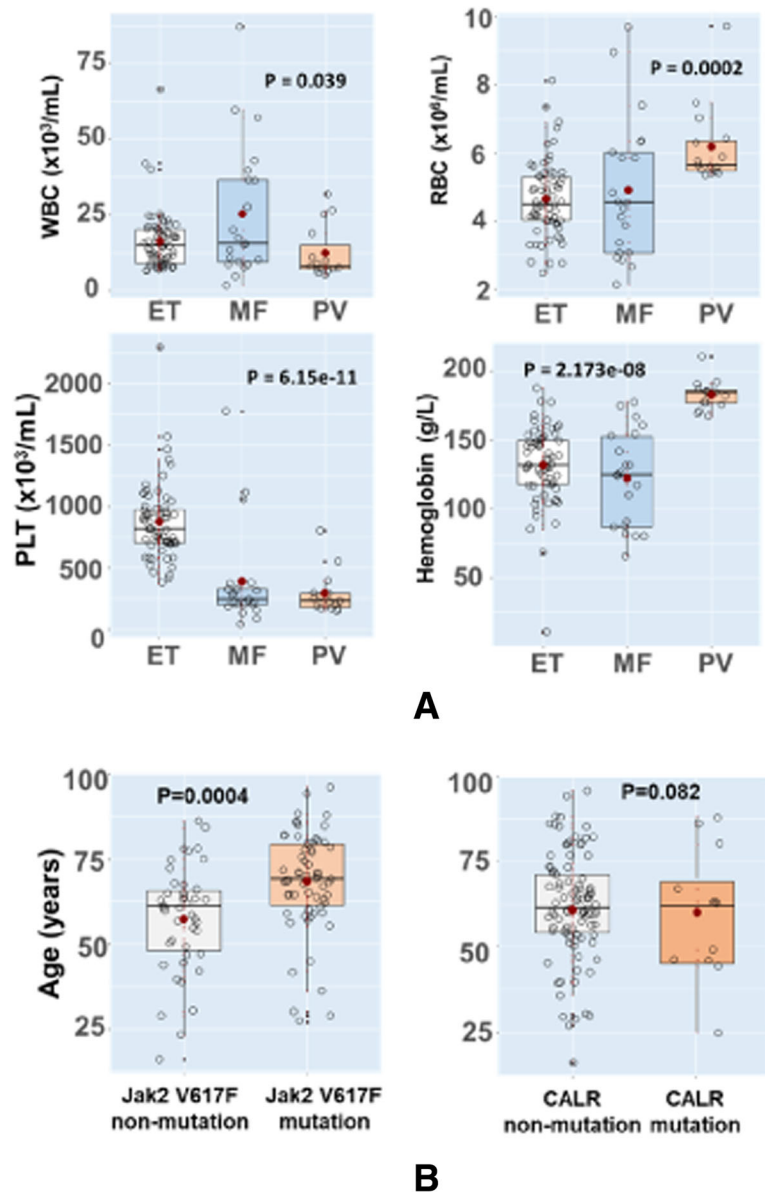 WBC (x10³/mL)
75
50
25
0
P = 0.039
ET MF PV
RBC (x10⁶/mL)
10
8
6
4
2
P = 0.0002
ET MF PV
PLT (x10³/mL)
2000
1500
1000
500
0
P = 6.15e-11
ET MF PV
Hemoglobin (g/L)
200
150
100
50
P = 2.173e-08
ET MF PV
A
Age (years)
100
75
50
25
P=0.0004
Jak2 V617F Jak2 V617F
non-mutation mutation
100
75
50
25
P=0.082
CALR CALR
non-mutation mutation
B